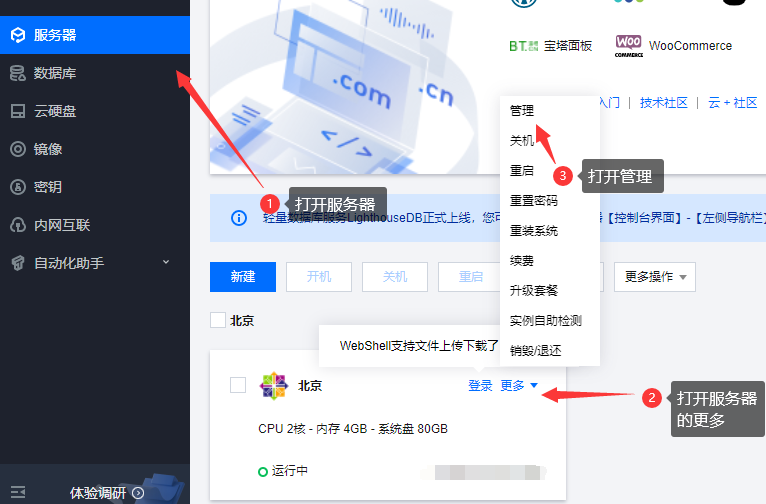 服务器
数据库
云硬盘
镜像
密钥
内网互联
自动化助手
体验调研
.com
.cn
</>
BT.宝塔面板
WOO COMMERCE WooCommerce
入门 | 技术社区 | 云+社区
管理
关机
重启
重置密码
重装系统
续费
升级套餐
实例自助检测
销毁/退还
1 打开服务器
2 打开服务器
的更多
3 打开管理
轻量数据库服务LighthouseDB正式上线，您可
【控制台界面】-【左侧导航栏】
新建 开机 关机 重启 更多操作
北京
WebShell支持文件上传下载了
北京 登录 更多
CPU 2核 - 内存 4GB - 系统盘 80GB
运行中